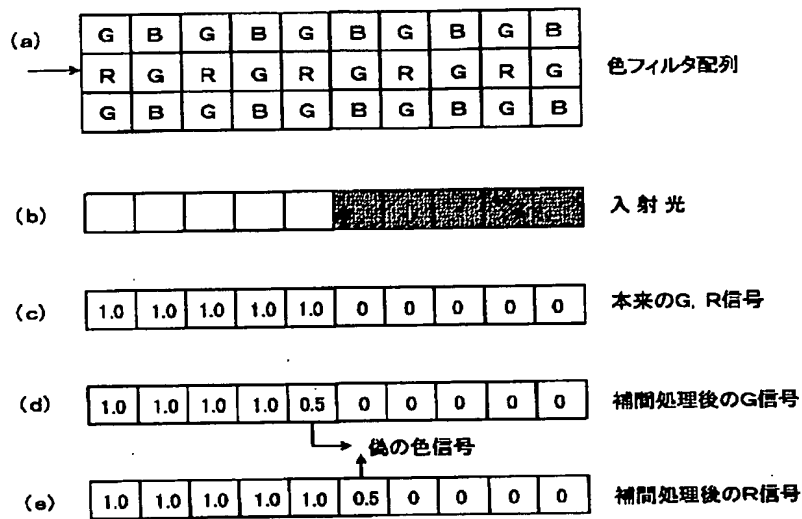 (a)
G B G B G B G B G B
R G R G R G R G R G
G B G B G B G B G B
色フィルタ配列
(b)
入射光
(c)
1.0 1.0 1.0 1.0 1.0 0 0 0 0 0
本来のG, R信号
(d)
1.0 1.0 1.0 1.0 0.5 0 0 0 0 0
補間処理後のG信号
偽の色信号
(e)
1.0 1.0 1.0 1.0 1.0 0.5 0 0 0 0
補間処理後のR信号